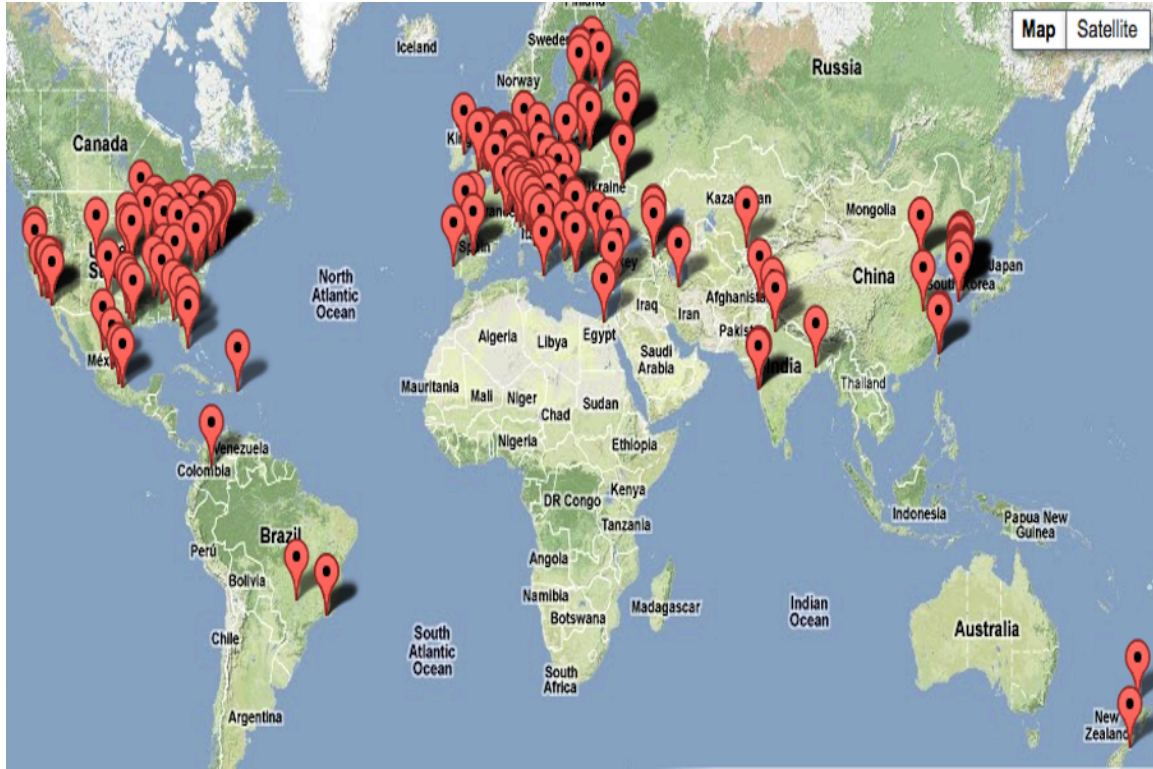 Finland
Map Satellite
Iceland
Sweden
Russia
Norway
Canada
Ukraine
Kazakhstan
Mongolia
Spain
North
Atlantic
Ocean
China
Japan
South Korea
Iraq
Iran
Afghanistan
Algeria
Libya
Egypt
Pakistan
Saudi
Arabia
India
México
Mauritania
Mali
Niger
Chad
Sudan
Thailand
Nigeria
Ethiopia
Venezuela
Colombia
DR Congo
Kenya
Indonesia
Papua New
Guinea
Tanzania
Brazil
Perú
Bolivia
Angola
Namibia
Botswana
Madagascar
Indian
Ocean
Australia
Chile
South
Atlantic
Ocean
South
Africa
Argentina
New
Zealand